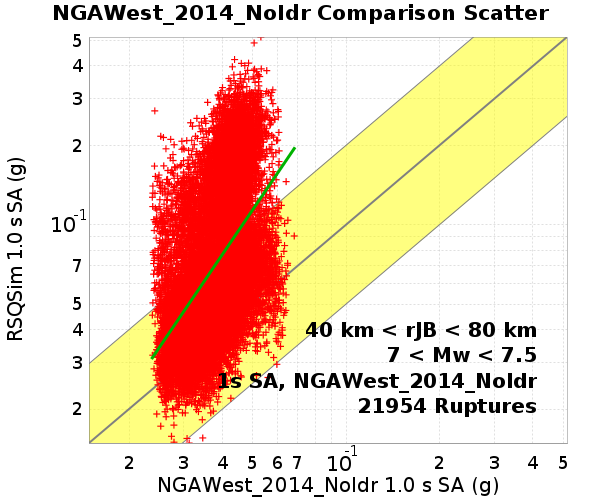 NGAWest_2014_NoIdr Comparison Scatter
RSQSim 1.0 s SA (g)
5
4
3
2
10-1
7
5
4
3
2
40 km < rJB < 80 km
7 < Mw < 7.5
1s SA, NGAWest_2014_NoIdr
21954 Ruptures
2 3 4 5 6 7 10-1 2 3 4 5
NGAWest_2014_NoIdr 1.0 s SA (g)